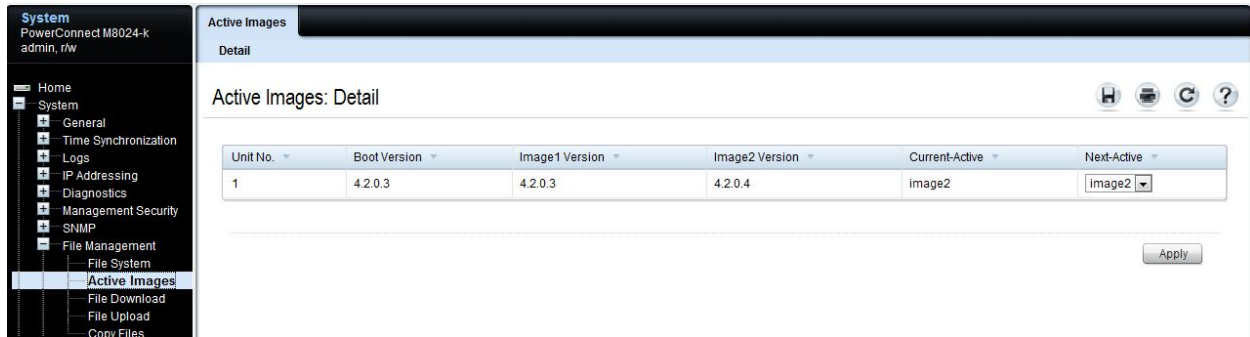 System
PowerConnect M8024-k
admin, r/w
Home
System
General
Time Synchronization
Logs
IP Addressing
Diagnostics
Management Security
SNMP
File Management
File System
Active Images
File Download
File Upload
Copy Files
Active Images
Detail
Active Images: Detail
Unit No. Boot Version Image1 Version Image2 Version Current-Active Next-Active
1 4.2.0.3 4.2.0.3 4.2.0.4 image2 image2
Apply